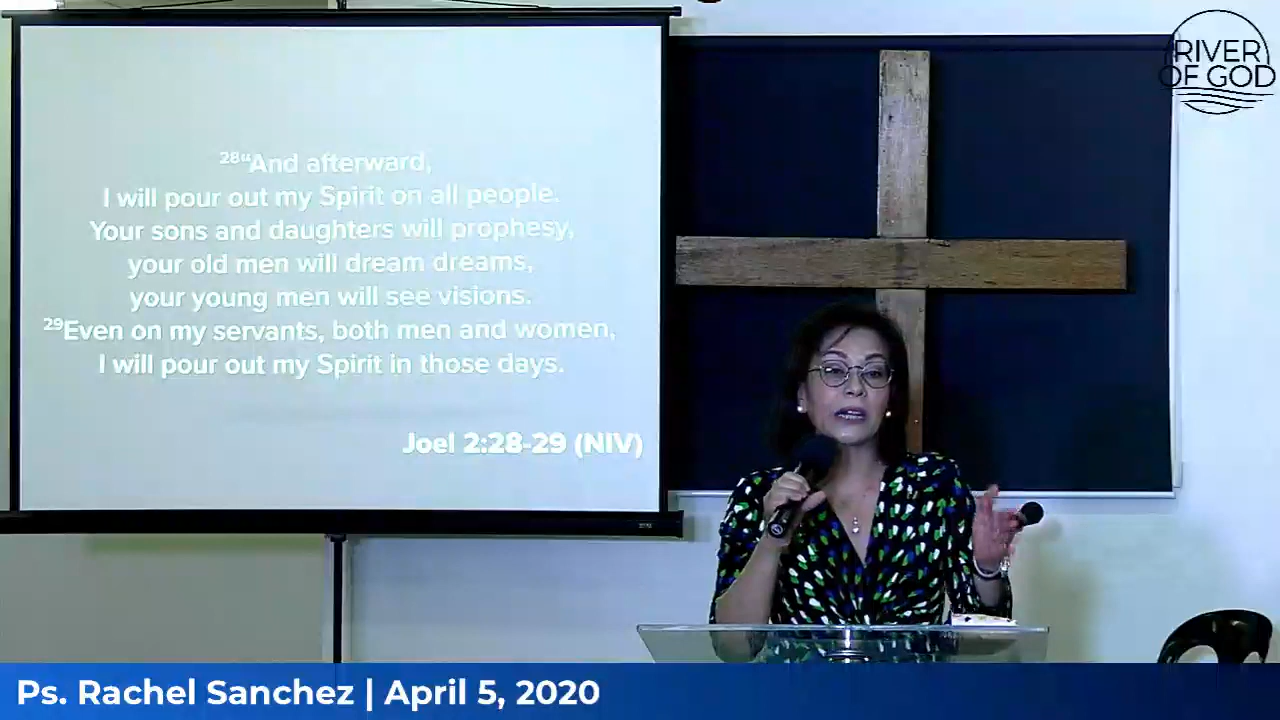 ²⁸“And afterward,
I will pour out my Spirit on all people.
Your sons and daughters will prophesy,
your old men will dream dreams,
your young men will see visions.
²⁹Even on my servants, both men and women,
I will pour out my Spirit in those days.
Joel 2:28-29 (NIV)
RIVER
OF GOD
Ps. Rachel Sanchez | April 5, 2020